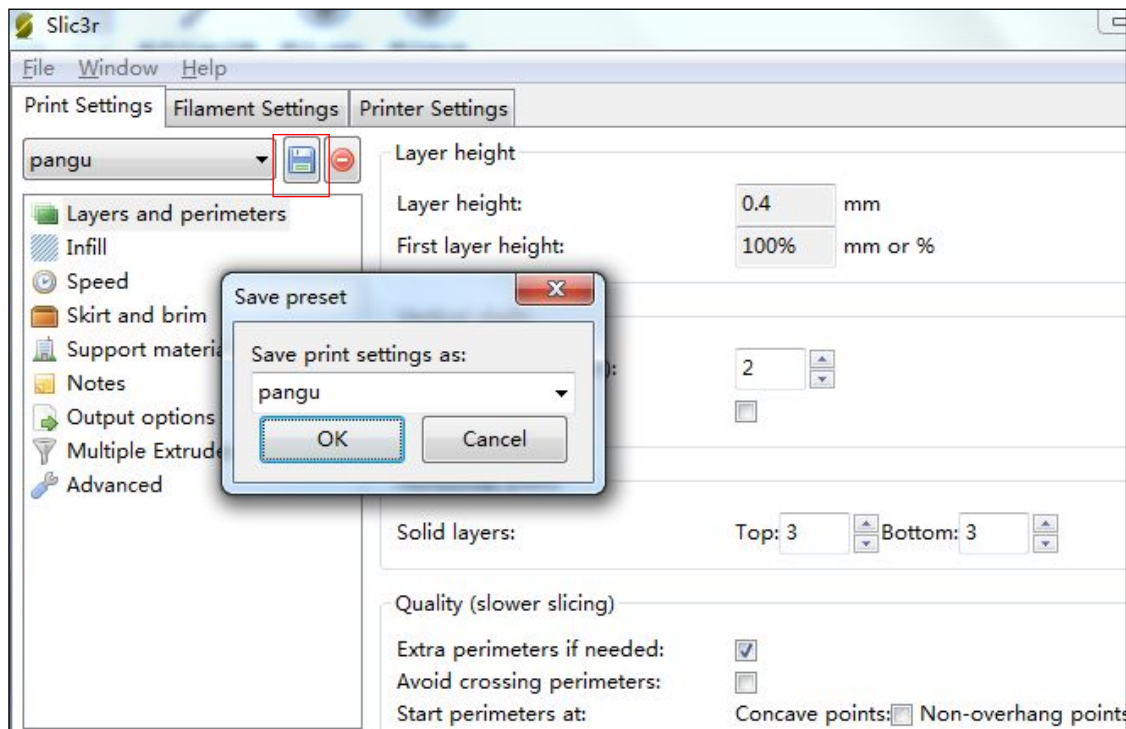 Slic3r
File Window Help
Print Settings Filament Settings Printer Settings
pangu
Layer height
Layer height: 0.4 mm
First layer height: 100% mm or %
Layers and perimeters
Infill
Speed
Skirt and brim
Support materia
Notes
Output options
Multiple Extrude
Advanced
Save preset
Save print settings as:
pangu
OK Cancel
):
2
Solid layers: Top: 3 Bottom: 3
Quality (slower slicing)
Extra perimeters if needed:
Avoid crossing perimeters:
Start perimeters at: Concave points: Non-overhang points